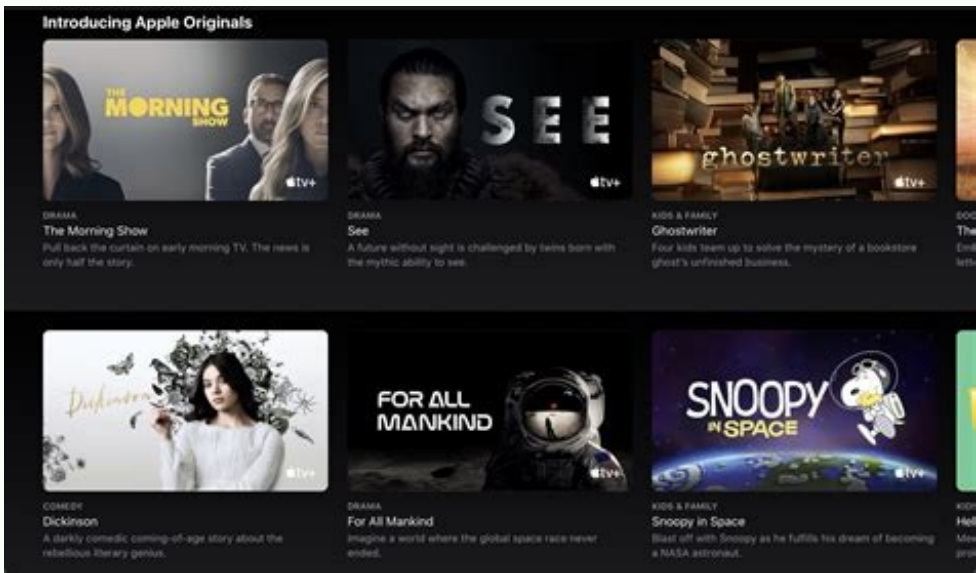 Introducing Apple Originals
THE
MORNING
SHOW
tv+
SEE
tv+
ghostwriter
tv+
DRAMA
The Morning Show
Pull back the curtain on early morning TV. The news is
only half the story.
DRAMA
See
A future without sight is challenged by twins born with
the mythic ability to see.
KIDS & FAMILY
Ghostwriter
Four kids team up to solve the mystery of a bookstore
ghost's unfinished business.
The
Dickinson
tv+
FOR ALL
MANKIND
tv+
SNOOPY
IN SPACE
tv+
COMEDY
Dickinson
A darkly comedic coming-of-age story about the
rebellious literary genius.
DRAMA
For All Mankind
Imagine a world where the global space race never
ended.
KIDS & FAMILY
Snoopy in Space
Blast off with Snoopy as he fulfills his dream of becoming
a NASA astronaut.
Hel